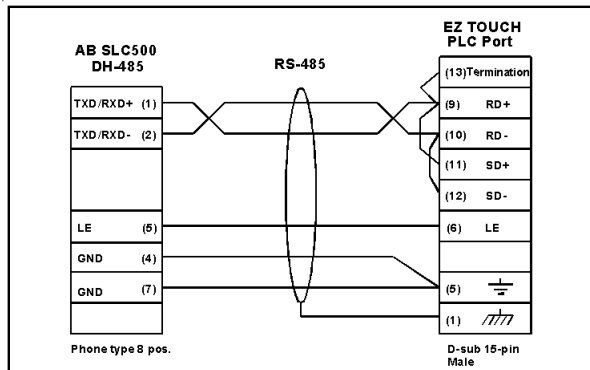 AB SLC500
DH-485
RS-485
EZ TOUCH
PLC Port
TXD/RXD+ (1)
TXD/RXD- (2)
LE (5)
GND (4)
GND (7)
Phone type 8 pos.
(13)Termination
(9) RD+
(10) RD-
(11) SD+
(12) SD-
(6) LE
(5)
(1)
D-sub 15-pin
Male